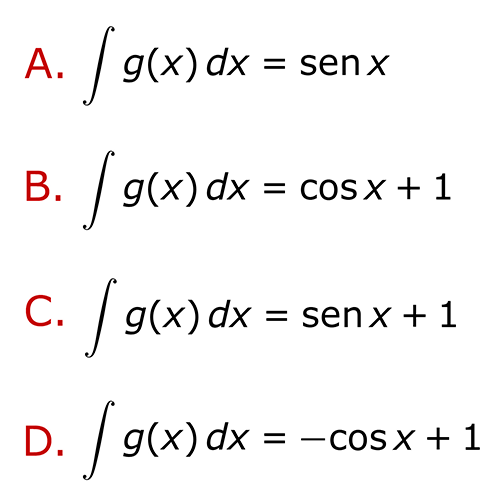 A. ∫ g(x) dx = sen x
B. ∫ g(x) dx = cos x + 1
C. ∫ g(x) dx = sen x + 1
D. ∫ g(x) dx = −cos x + 1